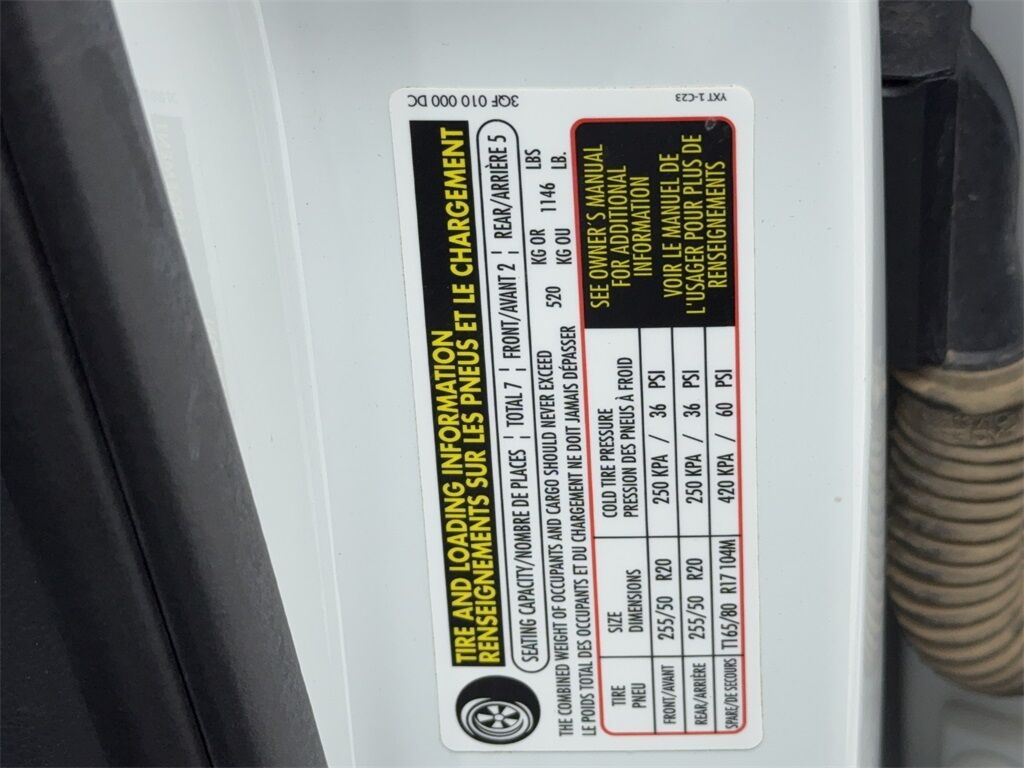 3QF 010 000 DC
YXT 1-C23
TIRE AND LOADING INFORMATION
RENSEIGNEMENTS SUR LES PNEUS ET LE CHARGEMENT
SEATING CAPACITY/NOMBRE DE PLACES ¦ TOTAL 7 ¦ FRONT/AVANT 2 ¦ REAR/ARRIÈRE 5
THE COMBINED WEIGHT OF OCCUPANTS AND CARGO SHOULD NEVER EXCEED 520 KG OR 1146 LBS
LE POIDS TOTAL DES OCCUPANTS ET DU CHARGEMENT NE DOIT JAMAIS DÉPASSER KG OU LB.
TIRE SIZE COLD TIRE PRESSURE
PNEU DIMENSIONS PRESSION DES PNEUS À FROID
FRONT/AVANT 255/50 R20 250 KPA / 36 PSI
REAR/ARRIÈRE 255/50 R20 250 KPA / 36 PSI
SPARE/DE SECOURS T165/80 R17 104M 420 KPA / 60 PSI
SEE OWNER'S MANUAL
FOR ADDITIONAL
INFORMATION
VOIR LE MANUEL DE
L'USAGER POUR PLUS DE
RENSEIGNEMENTS